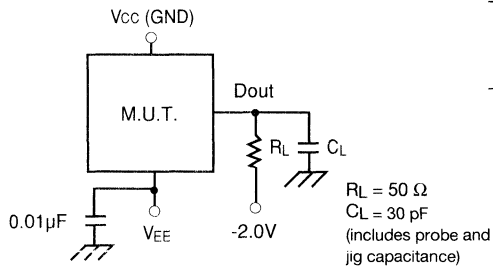 Vcc (GND)
Dout
M.U.T.
RL
CL
0.01µF
VEE
-2.0V
RL = 50 Ω
CL = 30 pF
(includes probe and
jig capacitance)